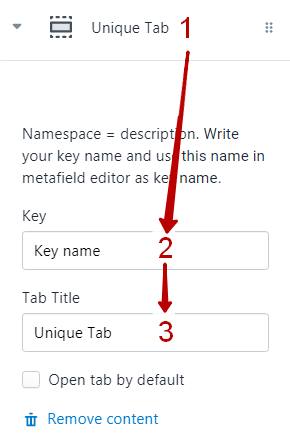 Unique Tab 1
Namespace = description. Write
your key name and use this name in
metafield editor as key name.
Key
Key name 2
Tab Title
Unique Tab 3
Open tab by default
Remove content